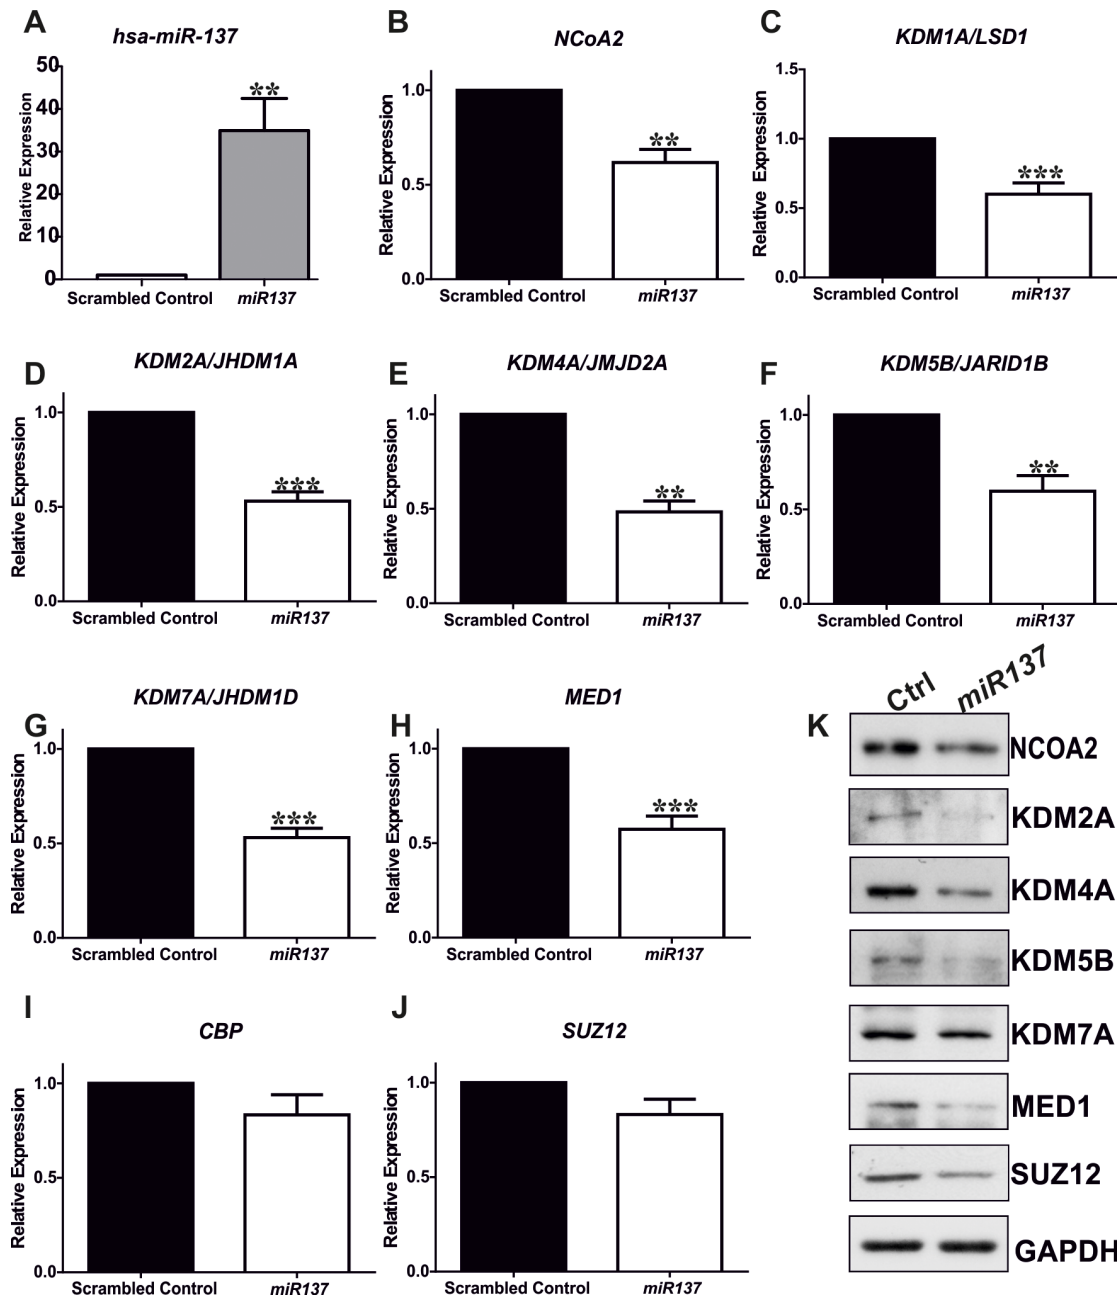 A
hsa-miR-137
Relative Expression
50
40
30
20
10
0
**
Scrambled Control
miR137
B
NCoA2
Relative Expression
1.0
0.5
0.0
**
Scrambled Control
miR137
C
KDM1A/LSD1
Relative Expression
1.5
1.0
0.5
0.0
***
Scrambled Control
miR137
D
KDM2A/JHDM1A
Relative Expression
1.0
0.5
0.0
***
Scrambled Control
miR137
E
KDM4A/JMJD2A
Relative Expression
1.0
0.5
0.0
**
Scrambled Control
miR137
F
KDM5B/JARID1B
Relative Expression
1.0
0.5
0.0
**
Scrambled Control
miR137
G
KDM7A/JHDM1D
Relative Expression
1.0
0.5
0.0
***
Scrambled Control
miR137
H
MED1
Relative Expression
1.0
0.5
0.0
***
Scrambled Control
miR137
I
CBP
Relative Expression
1.0
0.5
0.0
Scrambled Control
miR137
J
SUZ12
Relative Expression
1.0
0.5
0.0
Scrambled Control
miR137
K
Ctrl miR137
NCOA2
KDM2A
KDM4A
KDM5B
KDM7A
MED1
SUZ12
GAPDH